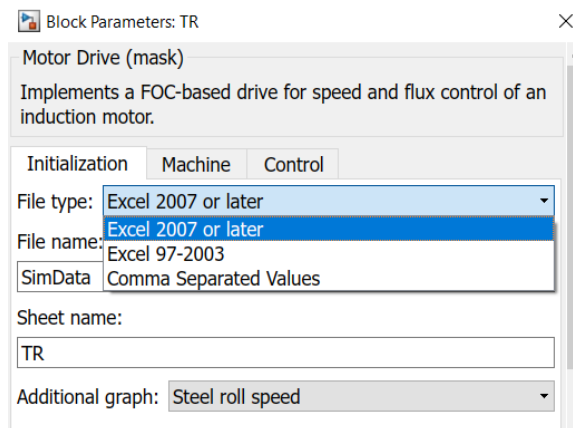 Block Parameters: TR
Motor Drive (mask)
Implements a FOC-based drive for speed and flux control of an
induction motor.
Initialization Machine Control
File type: Excel 2007 or later
Excel 2007 or later
File name:
Excel 97-2003
SimData
Comma Separated Values
Sheet name:
TR
Additional graph: Steel roll speed